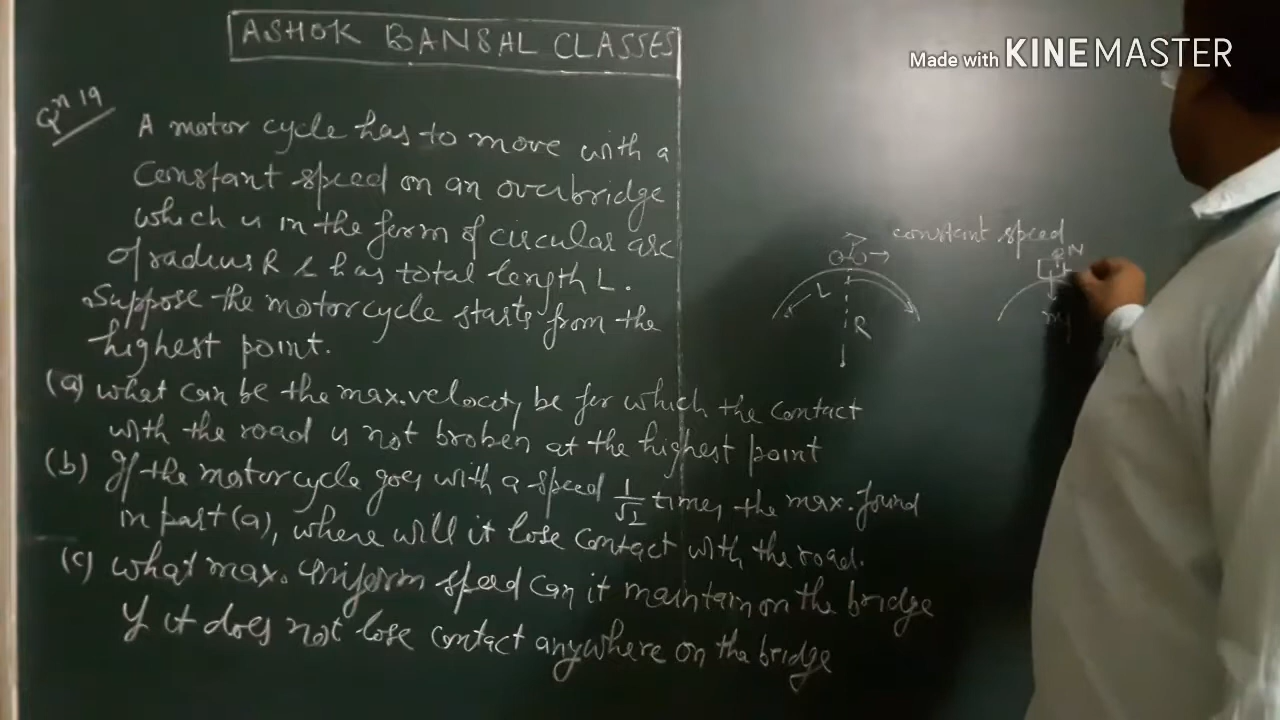 ASHOK BANSAL CLASSES
Made with KINEMASTER
Qⁿ 19
A motor cycle has to move with a
constant speed on an overbridge
which is in the form of circular arc
of radius R & has total length L.
Suppose the motorcycle starts from the
highest point.
(a) what can be the max. velocity be for which the contact
with the road is not broken at the highest point
(b) If the motorcycle goes with a speed 1/√2 times the max. found
in part (a), where will it lose contact with the road.
(c) what max. uniform speed can it maintain on the bridge
if it does not lose contact anywhere on the bridge
constant speed
L
R
N
mg